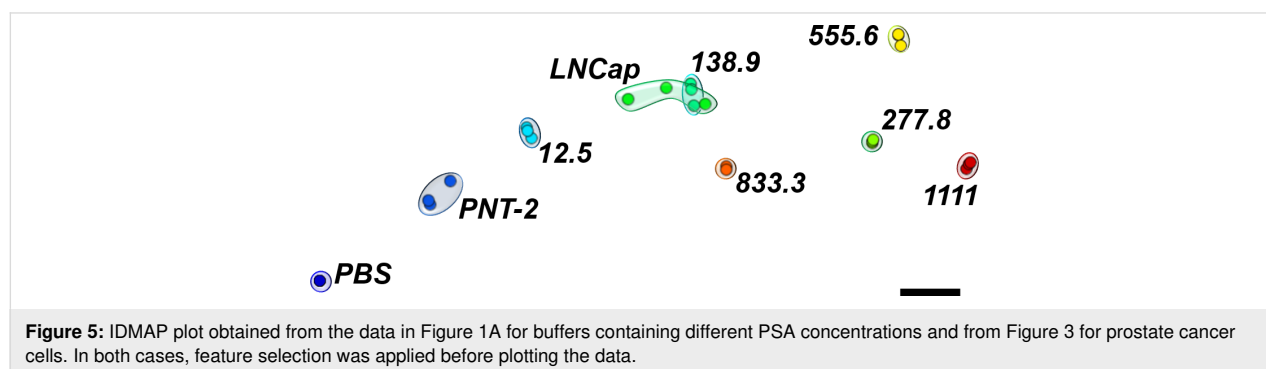 555.6
138.9
LNCap
277.8
12.5
833.3
1111
PNT-2
PBS
Figure 5: IDMAP plot obtained from the data in Figure 1A for buffers containing different PSA concentrations and from Figure 3 for prostate cancer
cells. In both cases, feature selection was applied before plotting the data.